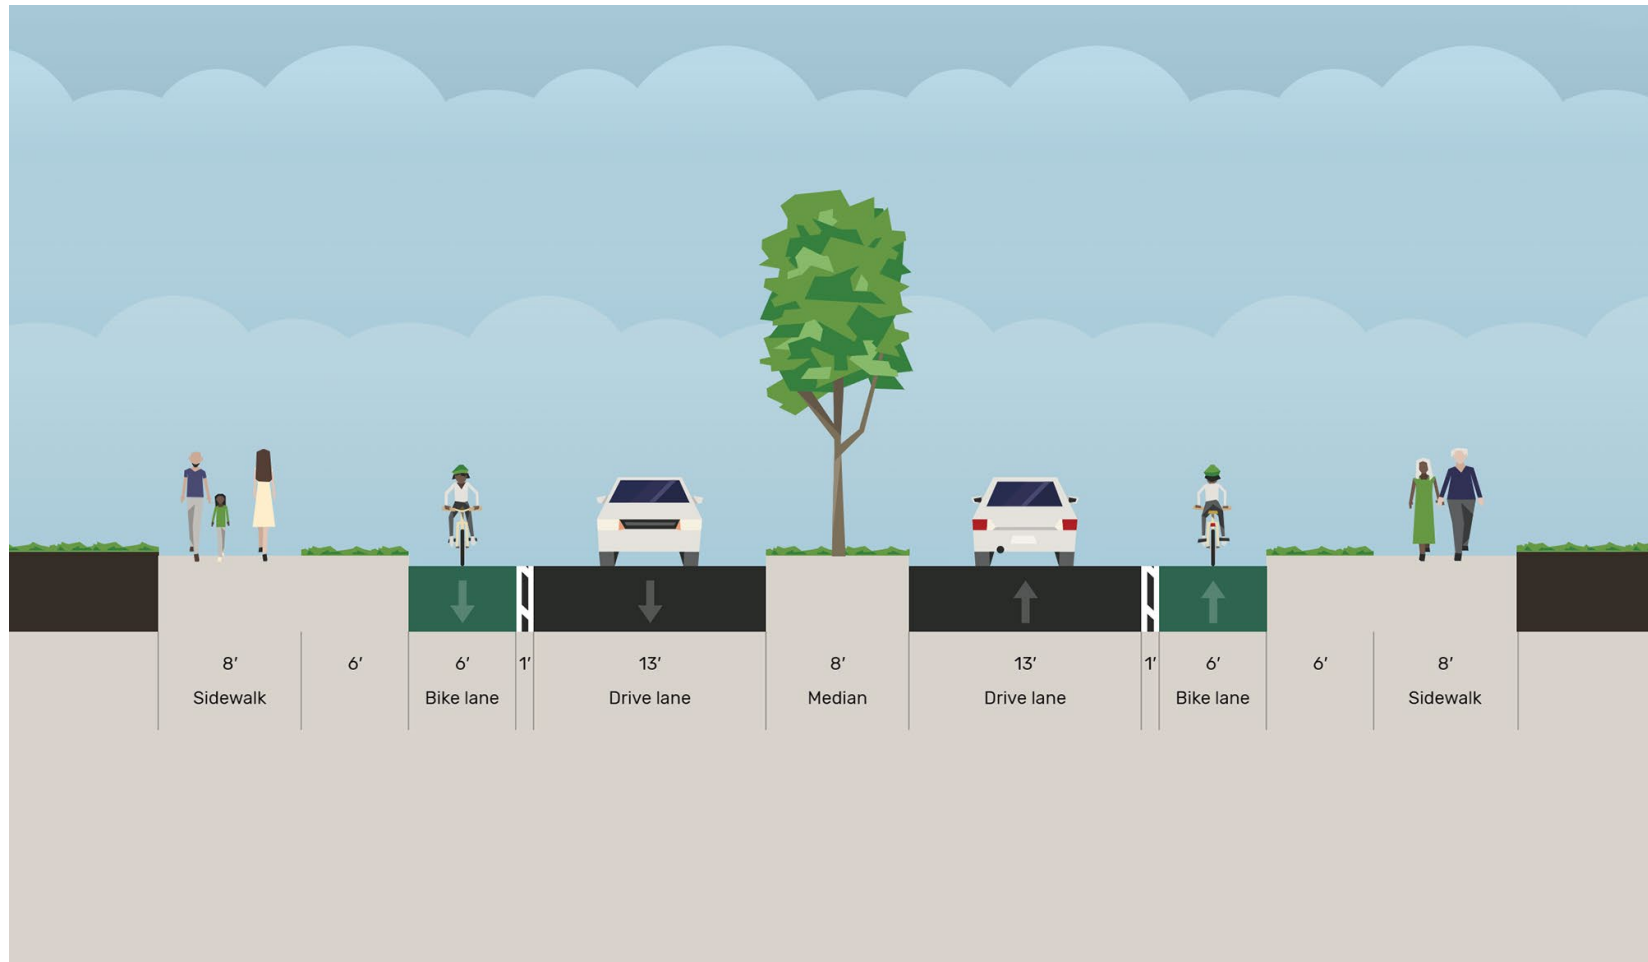 8′ 6′ 6′ 1′ 13′ 8′ 13′ 1′ 6′ 6′ 8′
Sidewalk Bike lane Drive lane Median Drive lane Bike lane Sidewalk